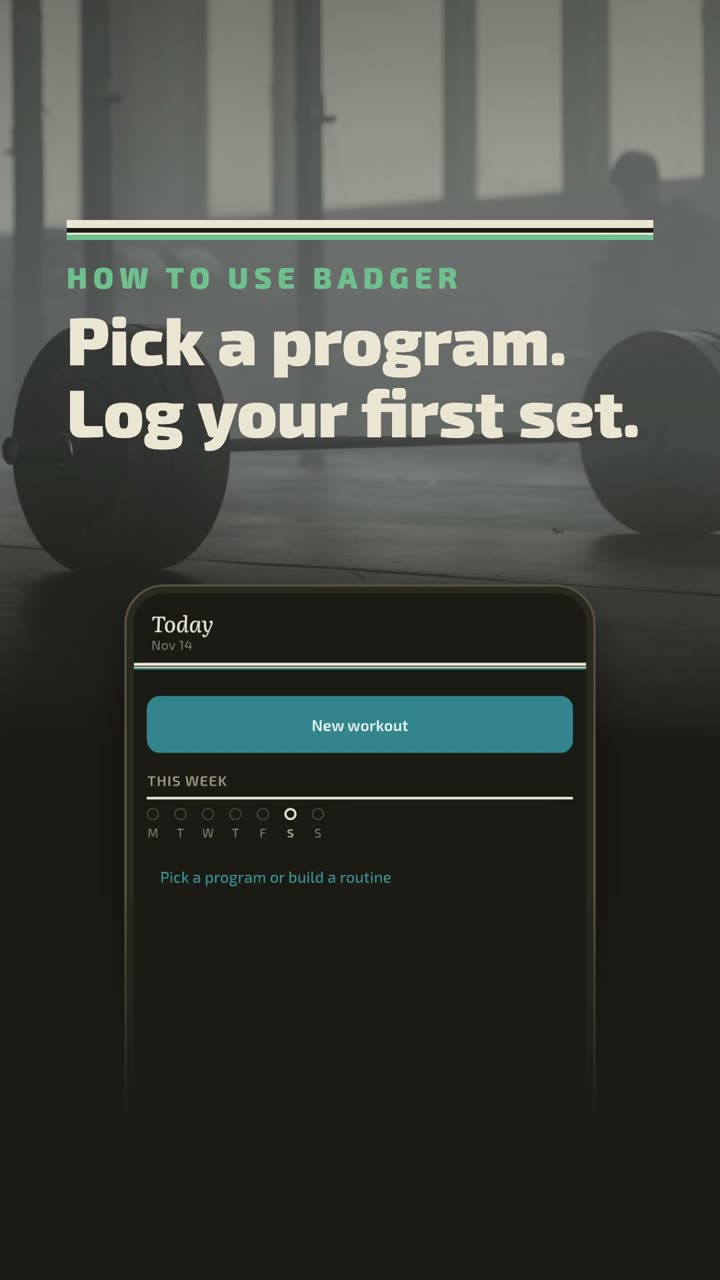 HOW TO USE BADGER
Pick a program.
Log your first set.
Today
Nov 14
New workout
THIS WEEK
M T W T F S S
Pick a program or build a routine